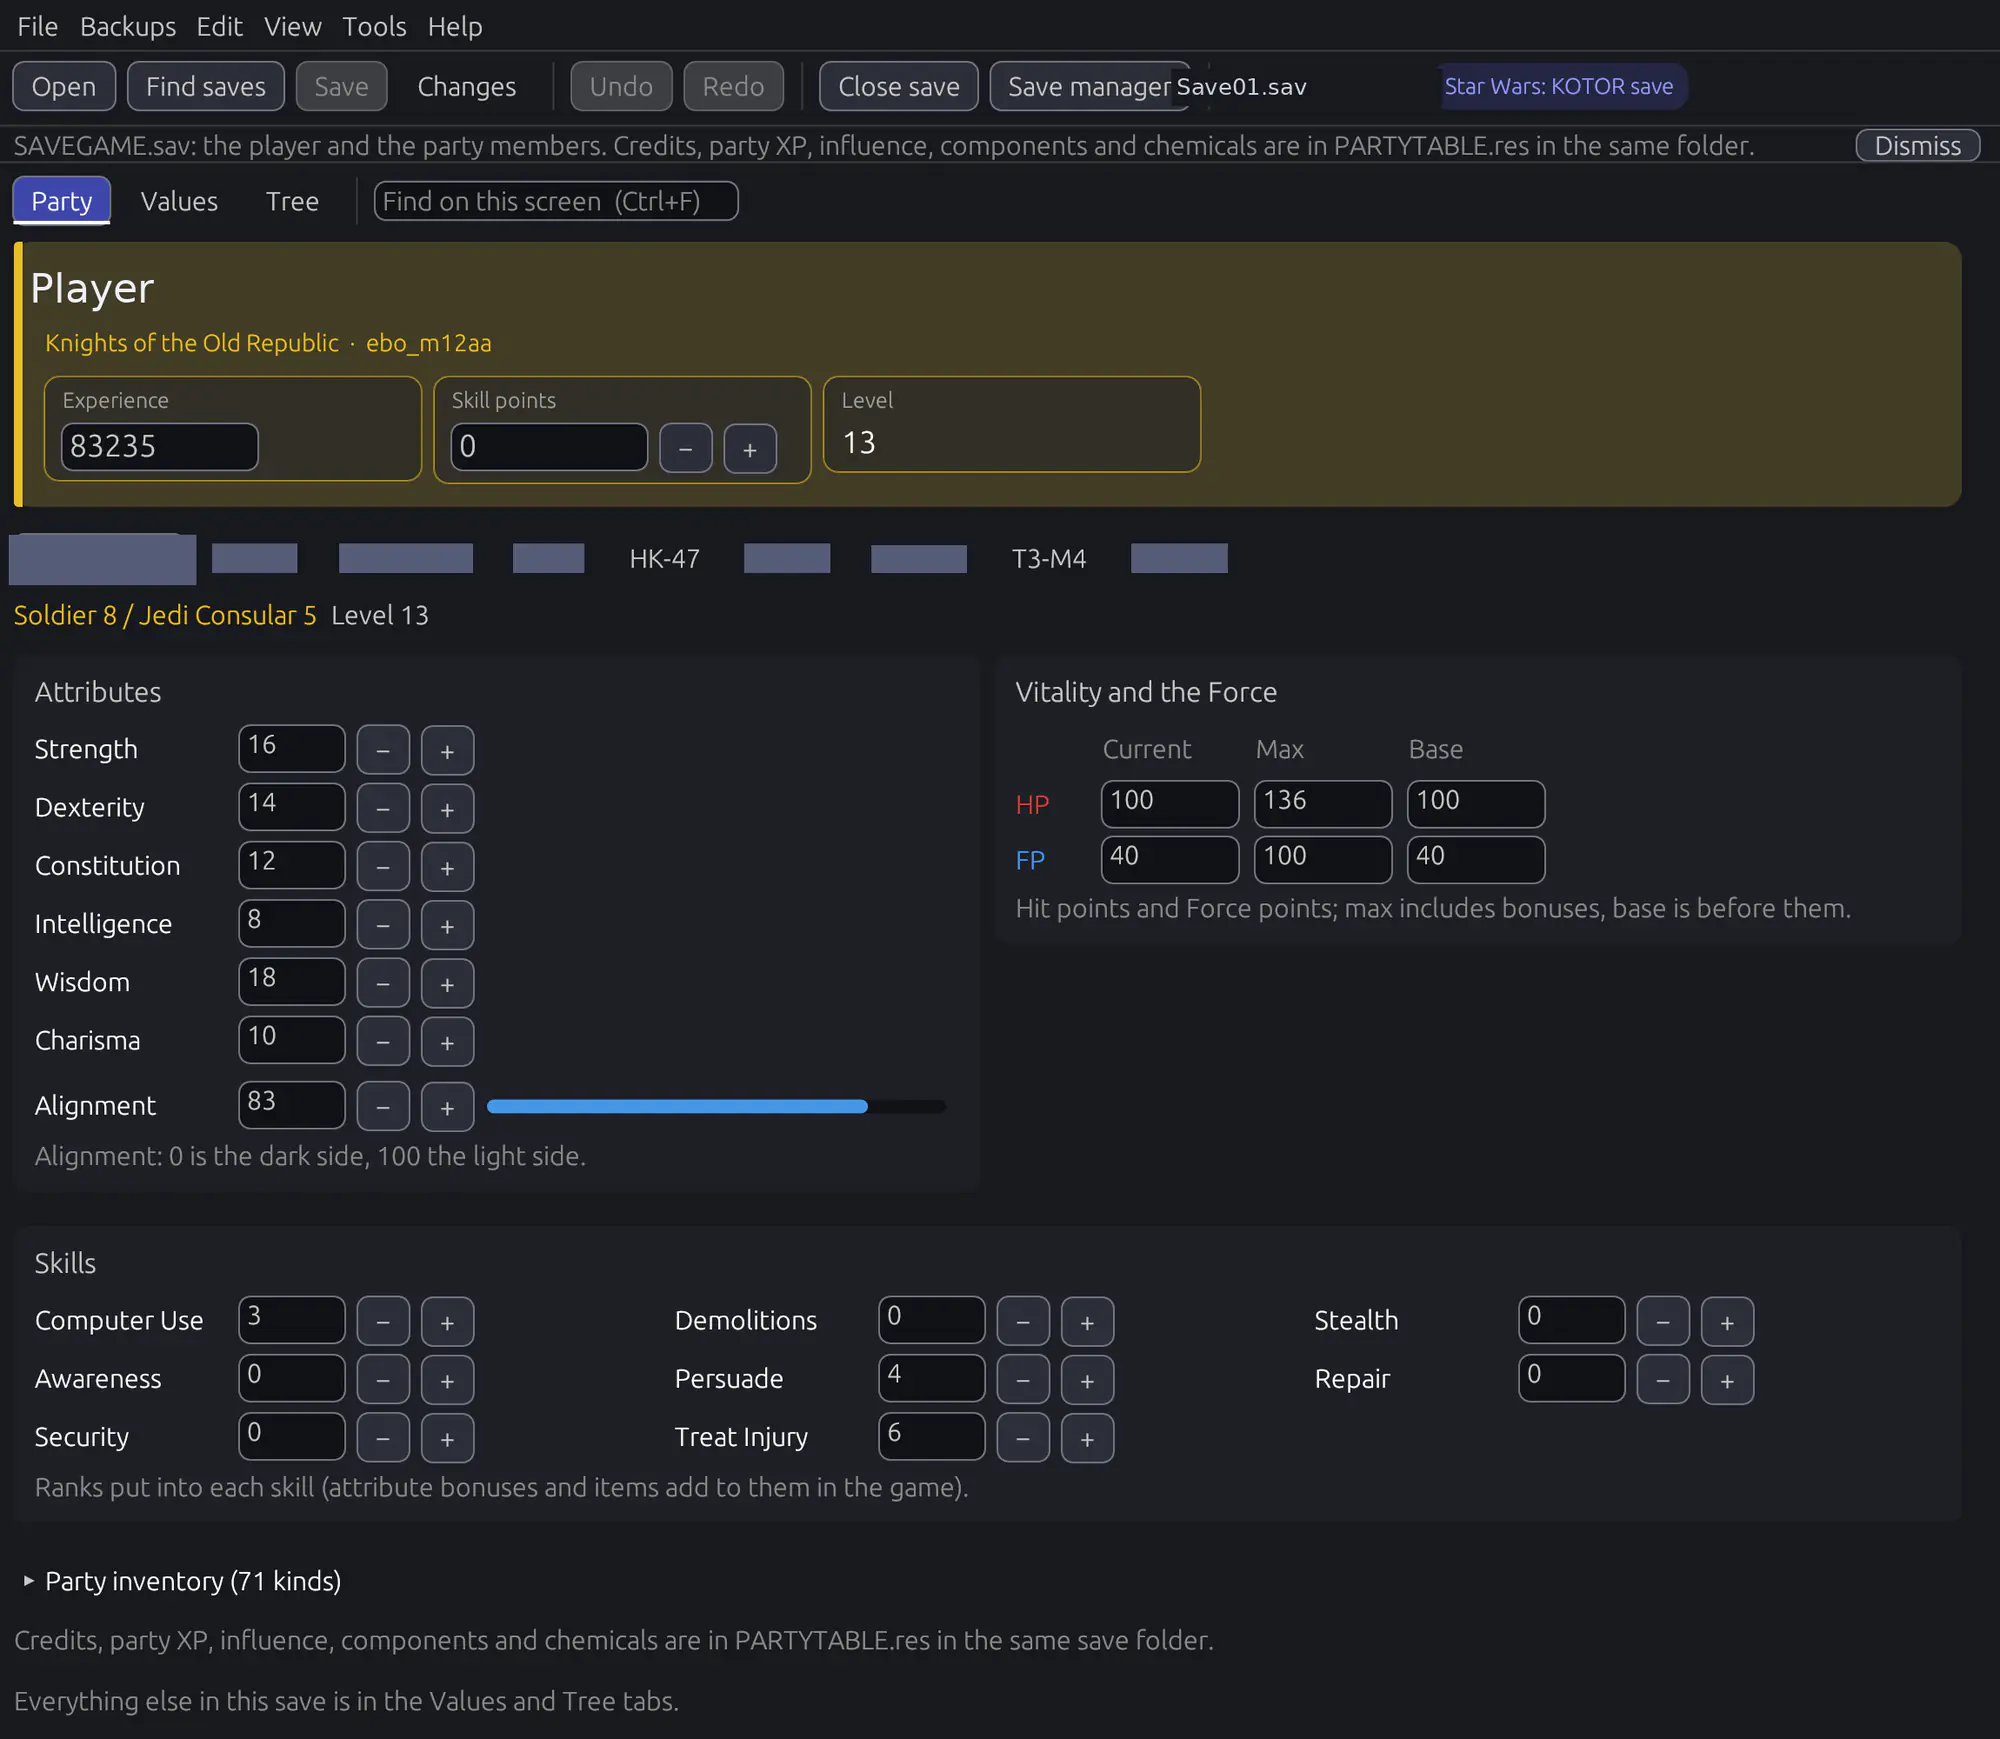 File Backups Edit View Tools Help
Open Find saves Save Changes Undo Redo Close save Save manager Save01.sav Star Wars: KOTOR save
SAVEGAME.sav: the player and the party members. Credits, party XP, influence, components and chemicals are in PARTYTABLE.res in the same folder. Dismiss
Party Values Tree Find on this screen (Ctrl+F)
Player
Knights of the Old Republic · ebo_m12aa
Experience Skill points Level
83235 0 − + 13
HK-47 T3-M4
Soldier 8 / Jedi Consular 5 Level 13
Attributes
Strength 16 − +
Dexterity 14 − +
Constitution 12 − +
Intelligence 8 − +
Wisdom 18 − +
Charisma 10 − +
Alignment 83 − +
Alignment: 0 is the dark side, 100 the light side.
Vitality and the Force
Current Max Base
HP 100 136 100
FP 40 100 40
Hit points and Force points; max includes bonuses, base is before them.
Skills
Computer Use 3 − + Demolitions 0 − + Stealth 0 − +
Awareness 0 − + Persuade 4 − + Repair 0 − +
Security 0 − + Treat Injury 6 − +
Ranks put into each skill (attribute bonuses and items add to them in the game).
▸ Party inventory (71 kinds)
Credits, party XP, influence, components and chemicals are in PARTYTABLE.res in the same save folder.
Everything else in this save is in the Values and Tree tabs.